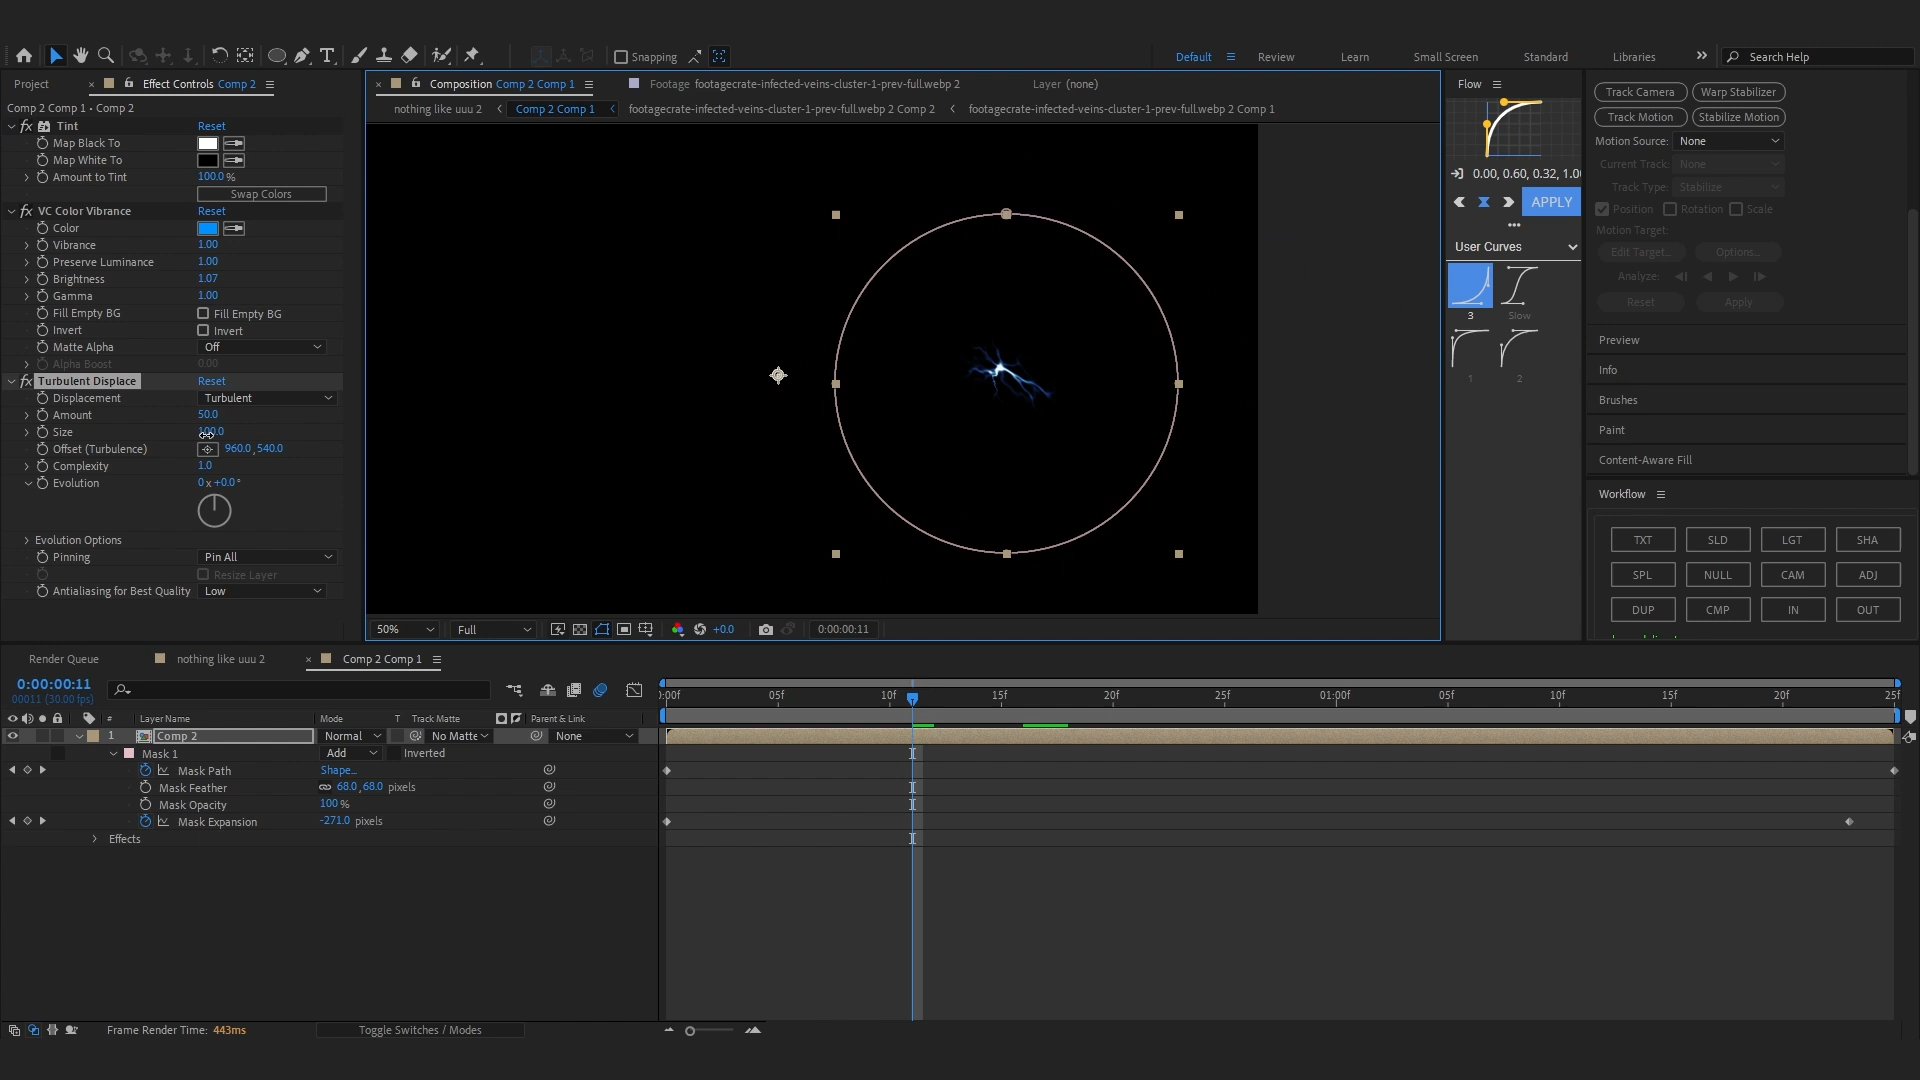 Snapping
Default
Review
Learn
Small Screen
Standard
Libraries
Search Help
Project
Effect Controls Comp 2
Composition Comp 2 Comp 1
Footage footagecrate-infected-veins-cluster-1-prev-full.webp 2
Layer (none)
Flow
Comp 2 Comp 1 • Comp 2
nothing like uuu 2
Comp 2 Comp 1
footagecrate-infected-veins-cluster-1-prev-full.webp 2 Comp 2
footagecrate-infected-veins-cluster-1-prev-full.webp 2 Comp 1
fx Tint Reset
Map Black To
Map White To
Amount to Tint 100.0 %
Swap Colors
fx VC Color Vibrance Reset
Color
Vibrance 1.00
Preserve Luminance 1.00
Brightness 1.07
Gamma 1.00
Fill Empty BG Fill Empty BG
Invert Invert
Matte Alpha Off
Alpha Boost 0.00
fx Turbulent Displace Reset
Displacement Turbulent
Amount 50.0
Size 100.0
Offset (Turbulence) 960.0, 540.0
Complexity 1.0
Evolution 0 x +0.0 °
Evolution Options
Pinning Pin All
Resize Layer
Antialiasing for Best Quality Low
50%
Full
+0.0
0:00:00:11
0.00, 0.60, 0.32, 1.0
APPLY
User Curves
3
Slow
1
2
Track Camera
Warp Stabilizer
Track Motion
Stabilize Motion
Motion Source: None
Current Track: None
Track Type: Stabilize
Position Rotation Scale
Motion Target:
Edit Target...
Options...
Analyze:
Reset
Apply
Preview
Info
Brushes
Paint
Content-Aware Fill
Workflow
TXT SLD LGT SHA
SPL NULL CAM ADJ
DUP CMP IN OUT
Render Queue
nothing like uuu 2
Comp 2 Comp 1
0:00:00:11
00011 (30.00 fps)
:00f 05f 10f 15f 20f 25f 01:00f 05f 10f 15f 20f 25f
# Layer Name Mode T Track Matte Parent & Link
1 Comp 2 Normal No Matte None
Mask 1 Add Inverted
Mask Path Shape...
Mask Feather 68.0, 68.0 pixels
Mask Opacity 100 %
Mask Expansion -271.0 pixels
Effects
Frame Render Time: 443ms
Toggle Switches / Modes